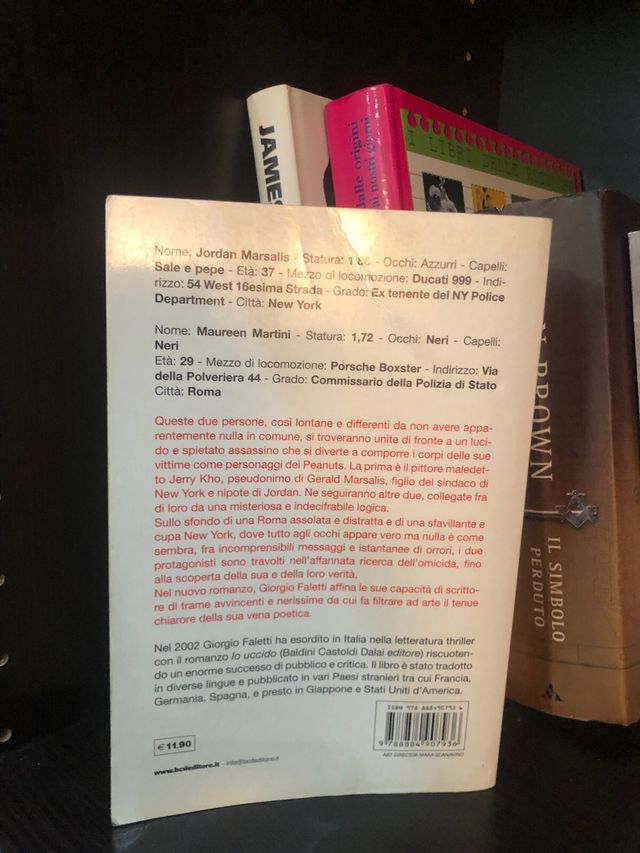 JAMES
dalle origini
ai nostri giorni
I LIBRI DELLE
Nome: Jordan Marsalis - Statura: 1,86 - Occhi: Azzurri - Capelli:
Sale e pepe - Età: 37 - Mezzo di locomozione: Ducati 999 - Indi-
rizzo: 54 West 16esima Strada - Grado: Ex tenente del NY Police
Department - Città: New York
Nome: Maureen Martini - Statura: 1,72 - Occhi: Neri - Capelli:
Neri
Età: 29 - Mezzo di locomozione: Porsche Boxster - Indirizzo: Via
della Polveriera 44 - Grado: Commissario della Polizia di Stato
Città: Roma
Queste due persone, così lontane e differenti da non avere appa-
rentemente nulla in comune, si troveranno unite di fronte a un luci-
do e spietato assassino che si diverte a comporre i corpi delle sue
vittime come personaggi dei Peanuts. La prima è il pittore maledet-
to Jerry Kho, pseudonimo di Gerald Marsalis, figlio del sindaco di
New York e nipote di Jordan. Ne seguiranno altre due, collegate fra
di loro da una misteriosa e indecifrabile logica.
Sullo sfondo di una Roma assolata e distratta e di una sfavillante e
cupa New York, dove tutto agli occhi appare vero ma nulla è come
sembra, fra incomprensibili messaggi e istantanee di orrori, i due
protagonisti sono travolti nell'affannata ricerca dell'omicida, fino
alla scoperta della sua e della loro verità.
Nel nuovo romanzo, Giorgio Faletti affina le sue capacità di scritto-
re di trame avvincenti e nerissime da cui fa filtrare ad arte il tenue
chiarore della sua vena poetica.
Nel 2002 Giorgio Faletti ha esordito in Italia nella letteratura thriller
con il romanzo Io uccido (Baldini Castoldi Dalai editore) riscuoten-
do un enorme successo di pubblico e critica. Il libro è stato tradotto
in diverse lingue e pubblicato in vari Paesi stranieri tra cui Francia,
Germania, Spagna, e presto in Giappone e Stati Uniti d'America.
ISBN 978-8884907936
9 788884 907936
ART DIRECTOR MARA SCANAVINO
€ 11,90
www.bcdeditore.it - info@bcdeditore.it
N BROWN
IL SIMBOLO
PERDUTO